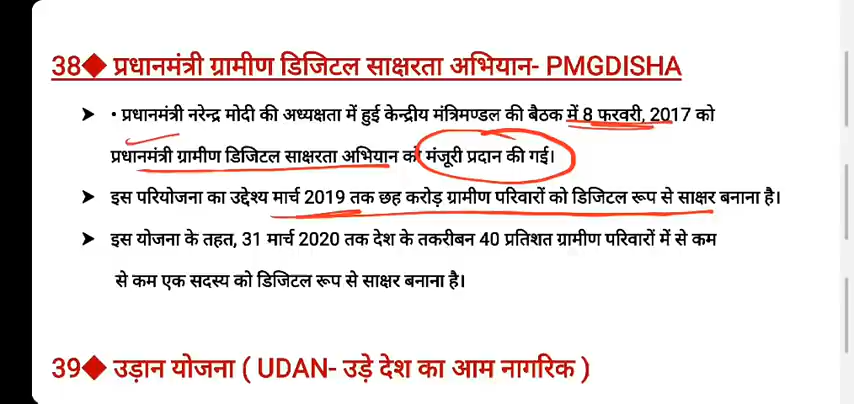 38◆ प्रधानमंत्री ग्रामीण डिजिटल साक्षरता अभियान- PMGDISHA
➤ • प्रधानमंत्री नरेन्द्र मोदी की अध्यक्षता में हुई केन्द्रीय मंत्रिमण्डल की बैठक में 8 फरवरी, 2017 को
प्रधानमंत्री ग्रामीण डिजिटल साक्षरता अभियान को मंजूरी प्रदान की गई।
➤ इस परियोजना का उद्देश्य मार्च 2019 तक छह करोड़ ग्रामीण परिवारों को डिजिटल रूप से साक्षर बनाना है।
➤ इस योजना के तहत, 31 मार्च 2020 तक देश के तकरीबन 40 प्रतिशत ग्रामीण परिवारों में से कम
से कम एक सदस्य को डिजिटल रूप से साक्षर बनाना है।
39◆ उड़ान योजना ( UDAN- उड़े देश का आम नागरिक )